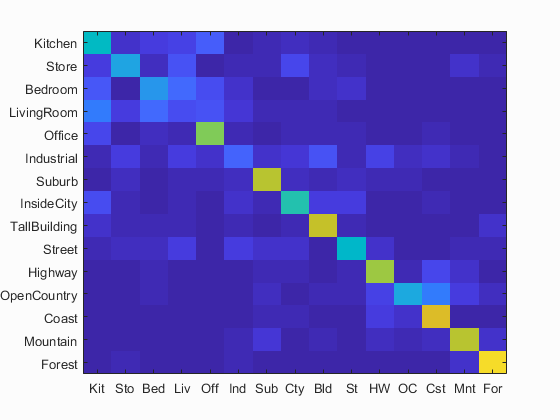 Kitchen
Store
Bedroom
LivingRoom
Office
Industrial
Suburb
InsideCity
TallBuilding
Street
Highway
OpenCountry
Coast
Mountain
Forest
Kit Sto Bed Liv Off Ind Sub Cty Bld St HW OC Cst Mnt For